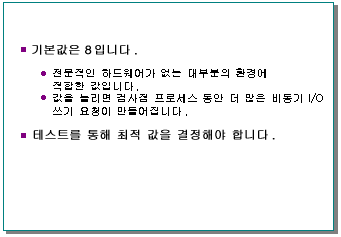 기본값은 8입니다.
전문적인 하드웨어가 없는 대부분의 환경에
적합한 값입니다.
값을 늘리면 검사점 프로세스 동안 더 많은 비동기 I/O
쓰기 요청이 만들어집니다.
테스트를 통해 최적 값을 결정해야 합니다.